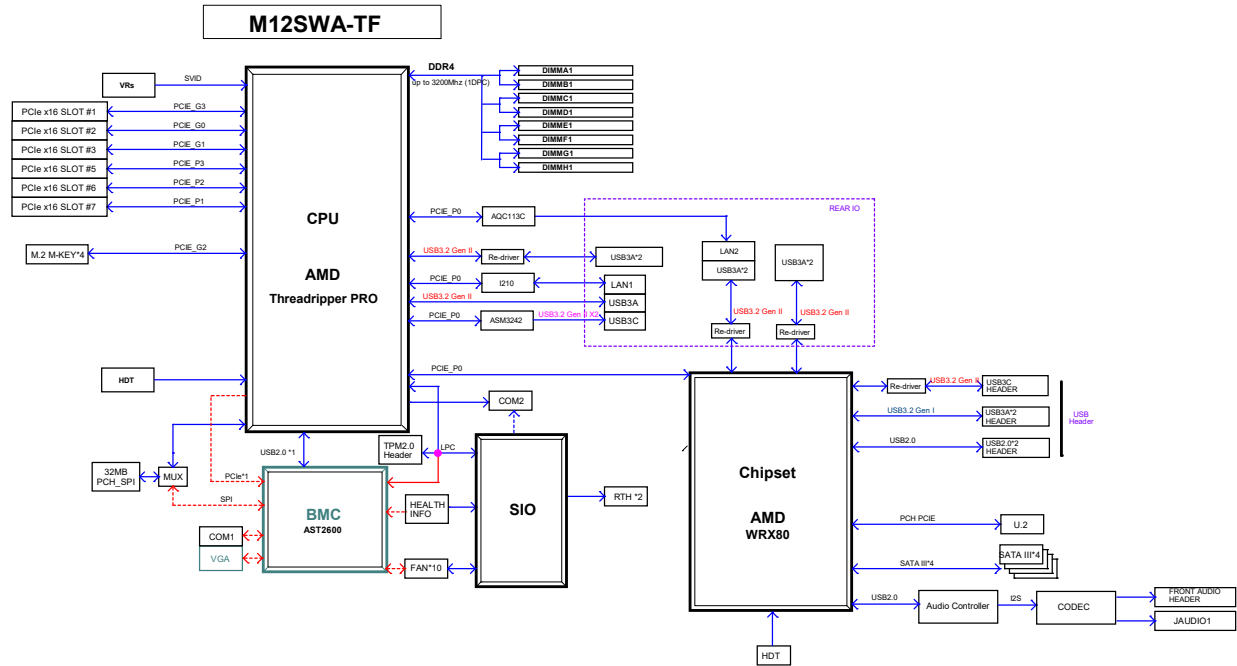 M12SWA-TF
VRs
SVID
PCIe x16 SLOT #1
PCIE_G3
PCIe x16 SLOT #2
PCIE_G0
PCIe x16 SLOT #3
PCIE_G1
PCIe x16 SLOT #5
PCIE_P3
PCIe x16 SLOT #6
PCIE_P2
PCIe x16 SLOT #7
PCIE_P1
M.2 M-KEY*4
PCIE_G2
CPU
AMD
Threadripper PRO
DDR4
up to 3200Mhz (1DPC)
DIMMA1
DIMMB1
DIMMC1
DIMMD1
DIMME1
DIMMF1
DIMMG1
DIMMH1
REAR IO
PCIE_P0
AQC113C
USB3.2 Gen II
Re-driver
USB3A*2
LAN2
USB3A*2
USB3A*2
PCIE_P0
I210
LAN1
USB3.2 Gen II
USB3A
PCIE_P0
ASM3242
USB3.2 Gen II X2
USB3C
USB3.2 Gen II
USB3.2 Gen II
Re-driver
Re-driver
HDT
PCIE_P0
COM2
USB2.0 *1
TPM2.0
Header
LPC
32MB
PCH_SPI
MUX
PCIe*1
SPI
BMC
AST2600
COM1
VGA
HEALTH
INFO
FAN*10
SIO
RTH *2
Chipset
AMD
WRX80
Re-driver
USB3.2 Gen II
USB3C
HEADER
USB3.2 Gen I
USB3A*2
HEADER
USB2.0
USB2.0*2
HEADER
USB
Header
PCH PCIE
U.2
SATA III*4
SATA III*4
USB2.0
Audio Controller
I2S
CODEC
FRONT AUDIO
HEADER
JAUDIO1
HDT